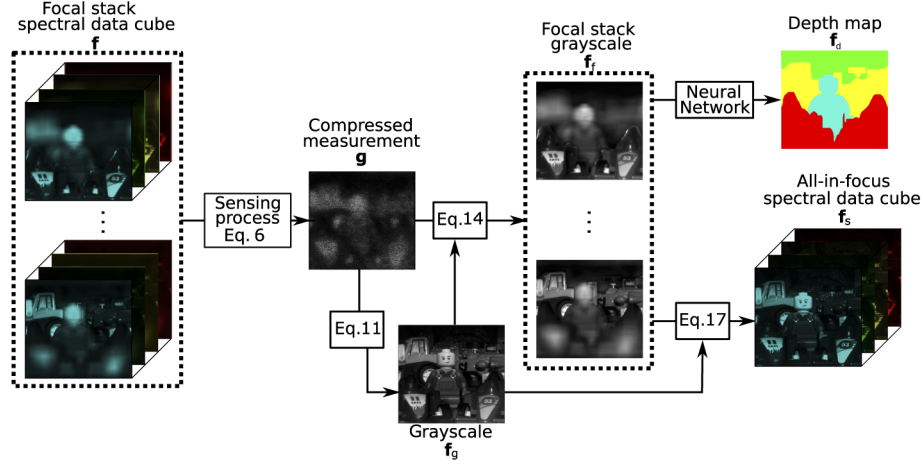 Focal stack
spectral data cube
f
Sensing
process
Eq. 6
Compressed
measurement
g
Eq.11
Eq.14
Grayscale
f_g
Focal stack
grayscale
f_f
Neural
Network
Depth map
f_d
Eq.17
All-in-focus
spectral data cube
f_s